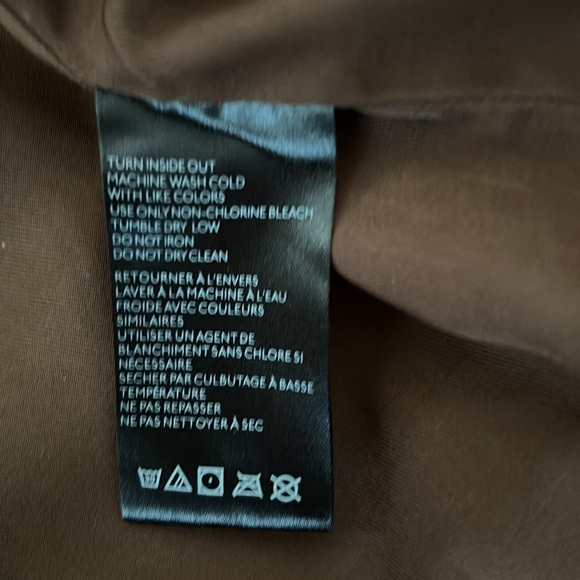 TURN INSIDE OUT
MACHINE WASH COLD
WITH LIKE COLORS
USE ONLY NON-CHLORINE BLEACH
TUMBLE DRY LOW
DO NOT IRON
DO NOT DRY CLEAN
RETOURNER À L'ENVERS
LAVER À LA MACHINE À L'EAU
FROIDE AVEC COULEURS
SIMILAIRES
UTILISER UN AGENT DE
BLANCHIMENT SANS CHLORE SI
NÉCESSAIRE
SECHER PAR CULBUTAGE À BASSE
TEMPÉRATURE
NE PAS REPASSER
NE PAS NETTOYER À SEC